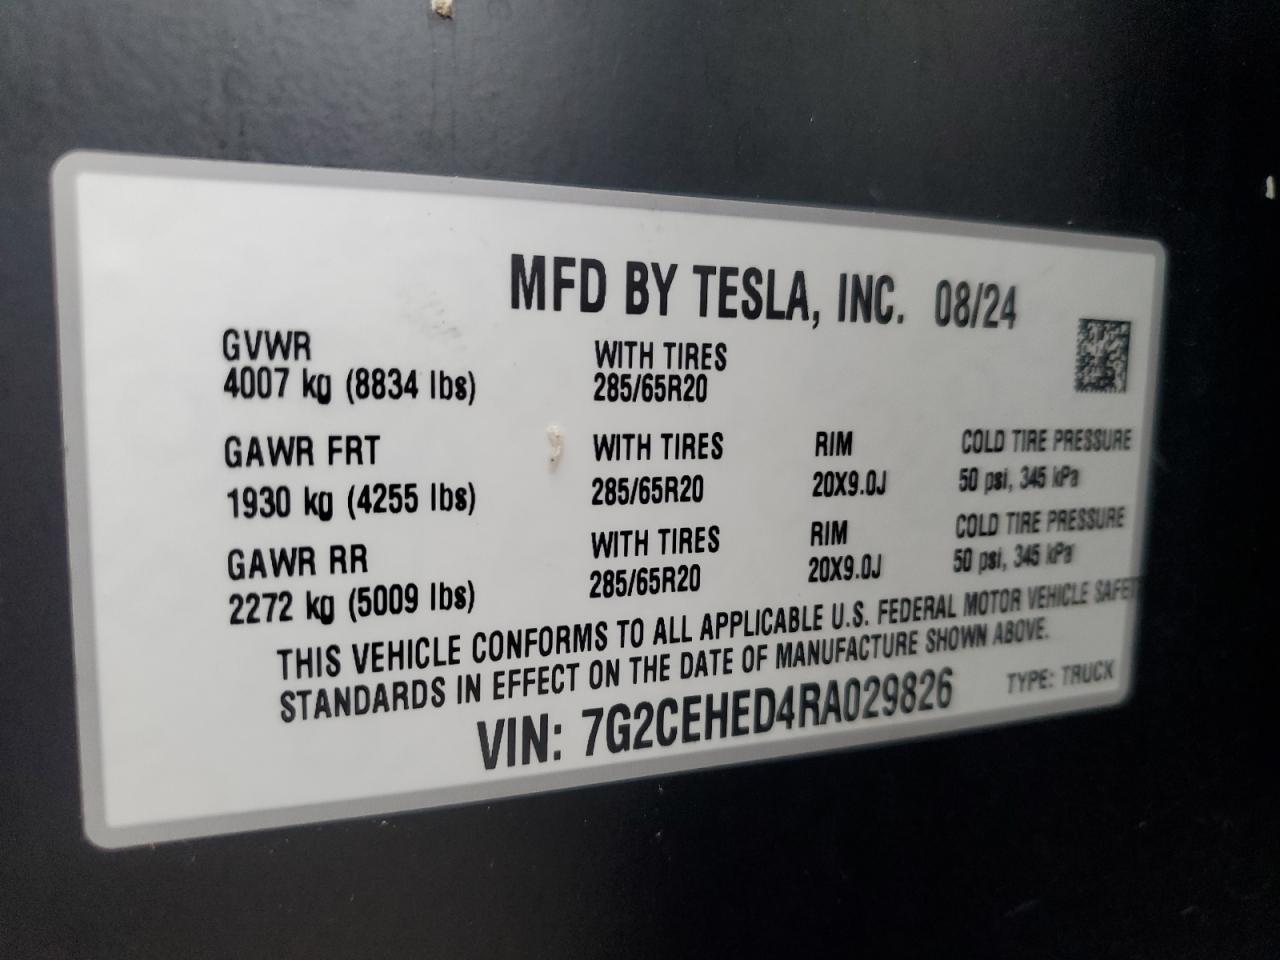 MFD BY TESLA, INC. 08/24
GVWR
4007 kg (8834 lbs)
WITH TIRES
285/65R20
GAWR FRT
1930 kg (4255 lbs)
WITH TIRES
285/65R20
RIM
20X9.0J
COLD TIRE PRESSURE
50 psi, 345 kPa
GAWR RR
2272 kg (5009 lbs)
WITH TIRES
285/65R20
RIM
20X9.0J
COLD TIRE PRESSURE
50 psi, 345 kPa
THIS VEHICLE CONFORMS TO ALL APPLICABLE U.S. FEDERAL MOTOR VEHICLE SAFET
STANDARDS IN EFFECT ON THE DATE OF MANUFACTURE SHOWN ABOVE.
VIN: 7G2CEHED4RA029826
TYPE: TRUCK